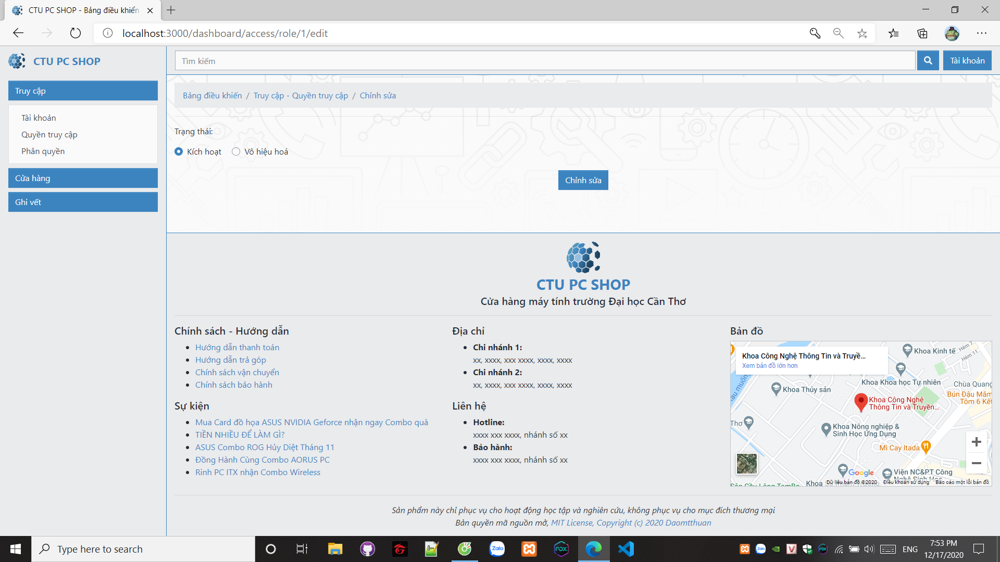 CTU PC SHOP - Bảng điều khiển
localhost:3000/dashboard/access/role/1/edit
CTU PC SHOP
Tìm kiếm
Tài khoản
Truy cập
Tài khoản
Quyền truy cập
Phân quyền
Cửa hàng
Ghi vết
Bảng điều khiển / Truy cập - Quyền truy cập / Chỉnh sửa
Trạng thái:
Kích hoạt
Vô hiệu hoá
Chỉnh sửa
CTU PC SHOP
Cửa hàng máy tính trường Đại học Cần Thơ
Chính sách - Hướng dẫn
Hướng dẫn thanh toán
Hướng dẫn trả góp
Chính sách vận chuyển
Chính sách bảo hành
Sự kiện
Mua Card đồ họa ASUS NVIDIA Geforce nhận ngay Combo quà
TIỀN NHIỀU ĐỂ LÀM GÌ?
ASUS Combo ROG Hủy Diệt Tháng 11
Đồng Hành Cùng Combo AORUS PC
Rinh PC ITX nhận Combo Wireless
Địa chỉ
Chi nhánh 1:
xx, xxxx, xxx xxxx, xxxx, xxxx
Chi nhánh 2:
xx, xxxx, xxx xxxx, xxxx, xxxx
Liên hệ
Hotline:
xxxx xxx xxxx, nhánh số xx
Bảo hành:
xxxx xxx xxxx, nhánh số xx
Bản đồ
Khoa Công Nghệ Thông Tin và Truyề...
Xem bản đồ lớn hơn
Khoa Kinh tế
Hẻm 7
Hẻm 11
Khoa Khoa học Tự nhiên
Chùa Quang
Khoa Thủy sản
Bún Đậu Mắm
Tôm 6 Kế
Khoa Công Nghệ
Thông Tin và Truyền...
Thơ
Khoa Nông nghiệp &
Sinh Học Ứng Dụng
Mì Cay Itada
Google
Viện NC&PT Công
Khoa
Dữ liệu bản đồ ©2020
Điều khoản sử dụng
Báo cáo một lỗi bản đồ
Sản phẩm này chỉ phục vụ cho hoạt động học tập và nghiên cứu, không phục vụ cho mục đích thương mại
Bản quyền mã nguồn mở, MIT License, Copyright (c) 2020 Daomtthuan
Type here to search
Zalo
nox
ENG
7:53 PM
12/17/2020